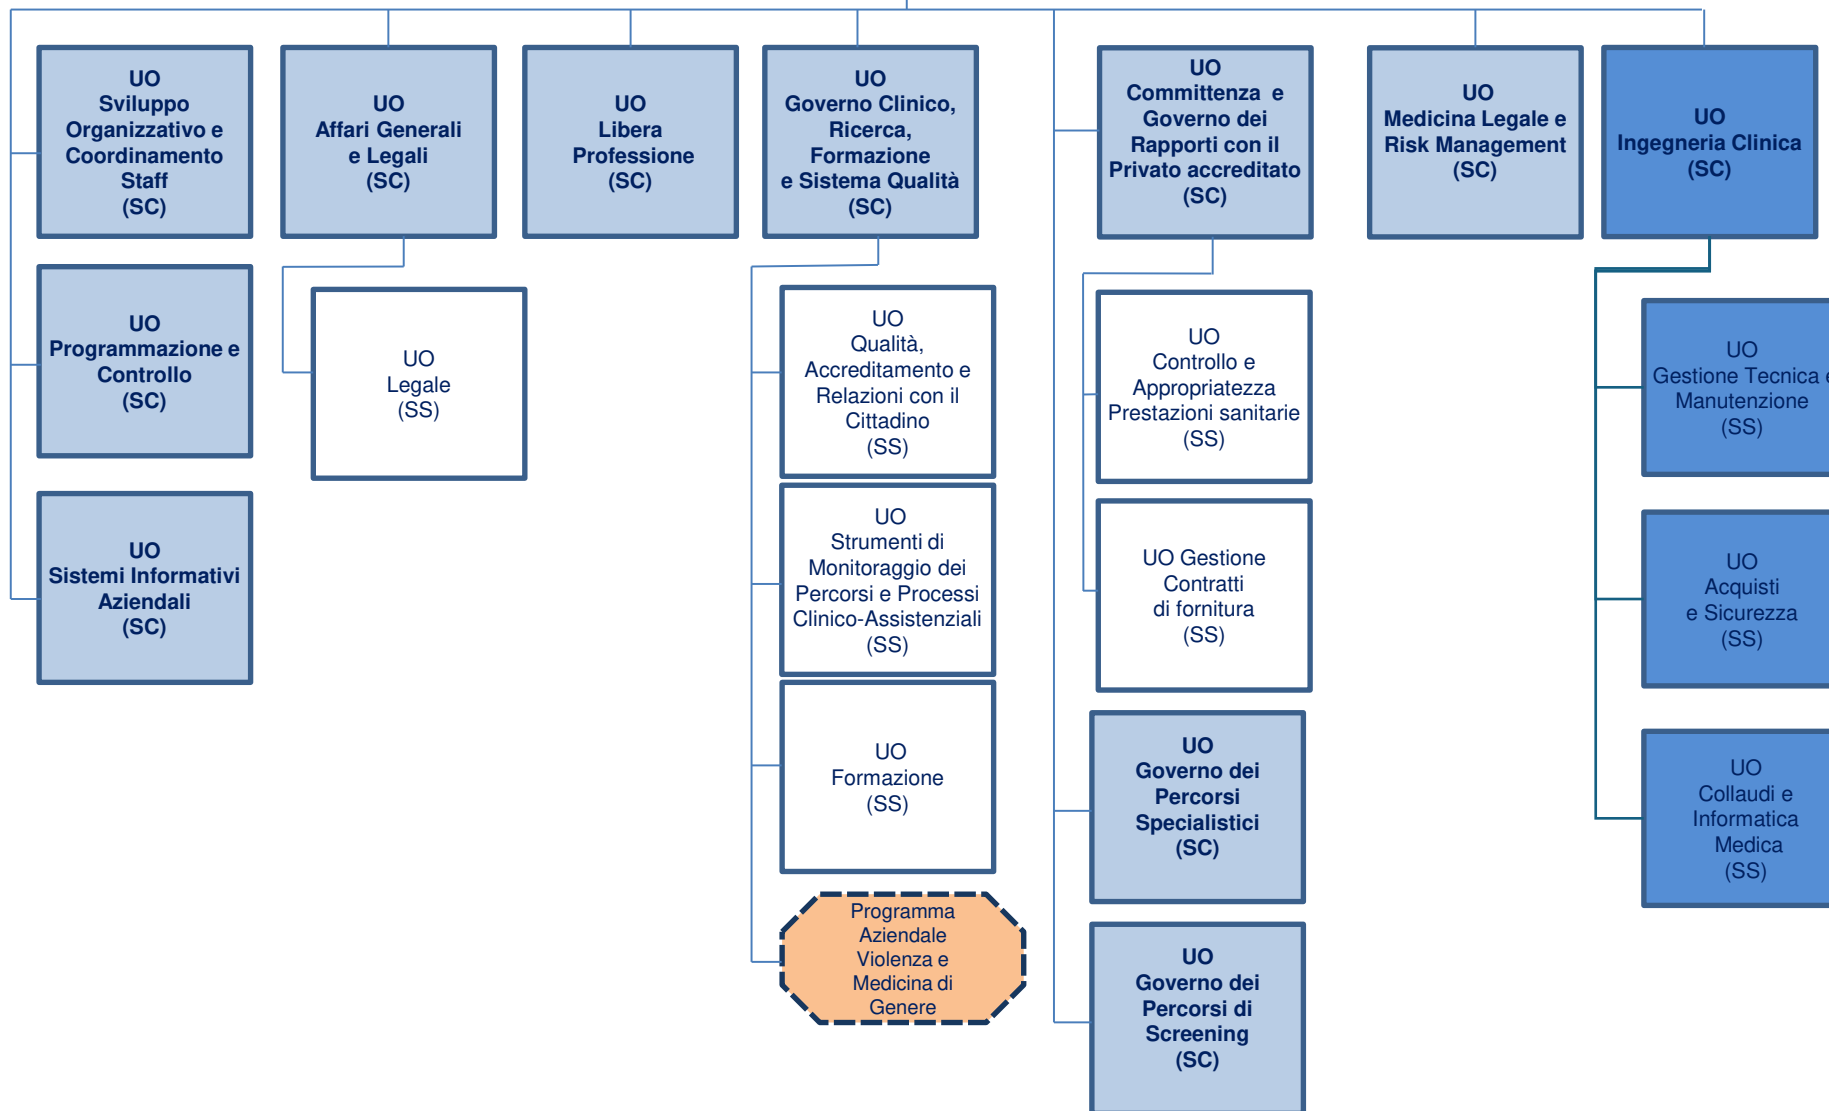 UO
Sviluppo
Organizzativo e
Coordinamento
Staff
(SC)
UO
Affari Generali
e Legali
(SC)
UO
Libera
Professione
(SC)
UO
Governo Clinico,
Ricerca,
Formazione
e Sistema Qualità
(SC)
UO
Committenza e
Governo dei
Rapporti con il
Privato accreditato
(SC)
UO
Medicina Legale e
Risk Management
(SC)
UO
Ingegneria Clinica
(SC)
UO
Programmazione e
Controllo
(SC)
UO
Legale
(SS)
UO
Qualità,
Accreditamento e
Relazioni con il
Cittadino
(SS)
UO
Controllo e
Appropriatezza
Prestazioni sanitarie
(SS)
UO
Gestione Tecnica e
Manutenzione
(SS)
UO
Sistemi Informativi
Aziendali
(SC)
UO
Strumenti di
Monitoraggio dei
Percorsi e Processi
Clinico-Assistenziali
(SS)
UO Gestione
Contratti
di fornitura
(SS)
UO
Acquisti
e Sicurezza
(SS)
UO
Formazione
(SS)
UO
Governo dei
Percorsi
Specialistici
(SC)
UO
Collaudi e
Informatica
Medica
(SS)
Programma
Aziendale
Violenza e
Medicina di
Genere
UO
Governo dei
Percorsi di
Screening
(SC)